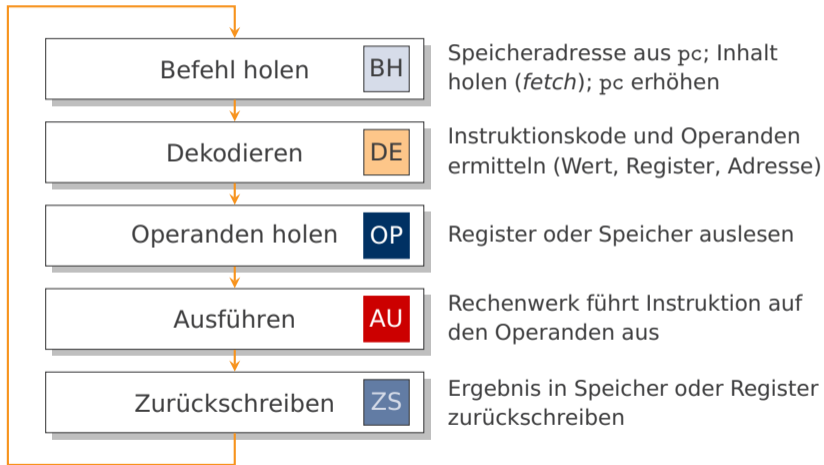 Befehl holen
BH
Speicheradresse aus pc; Inhalt
holen (fetch); pc erhöhen
Dekodieren
DE
Instruktionskode und Operanden
ermitteln (Wert, Register, Adresse)
Operanden holen
OP
Register oder Speicher auslesen
Ausführen
AU
Rechenwerk führt Instruktion auf
den Operanden aus
Zurückschreiben
ZS
Ergebnis in Speicher oder Register
zurückschreiben